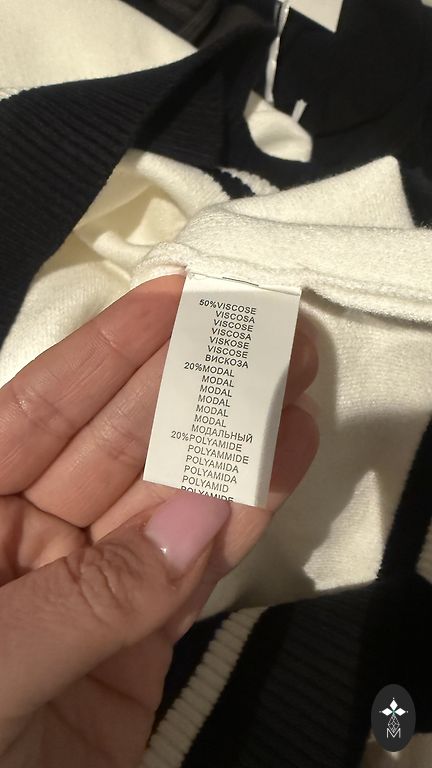 50%VISCOSE
VISCOSA
VISCOSE
VISCOSA
VISKOSE
VISCOSE
ВИСКОЗА
20%MODAL
MODAL
MODAL
MODAL
MODAL
MODAL
МОДАЛЬНЫЙ
20%POLYAMIDE
POLYAMMIDE
POLYAMIDA
POLYAMIDA
POLYAMID
POLYAMIDE
M